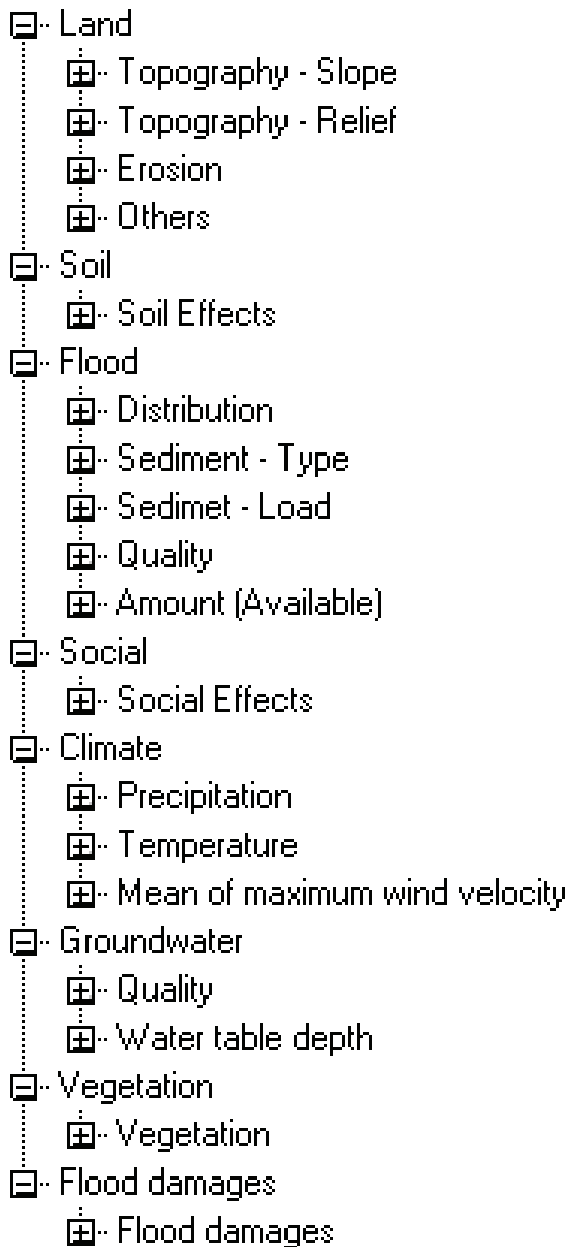 Land
Topography - Slope
Topography - Relief
Erosion
Others
Soil
Soil Effects
Flood
Distribution
Sediment - Type
Sedimet - Load
Quality
Amount (Available)
Social
Social Effects
Climate
Precipitation
Temperature
Mean of maximum wind velocity
Groundwater
Quality
Water table depth
Vegetation
Vegetation
Flood damages
Flood damages